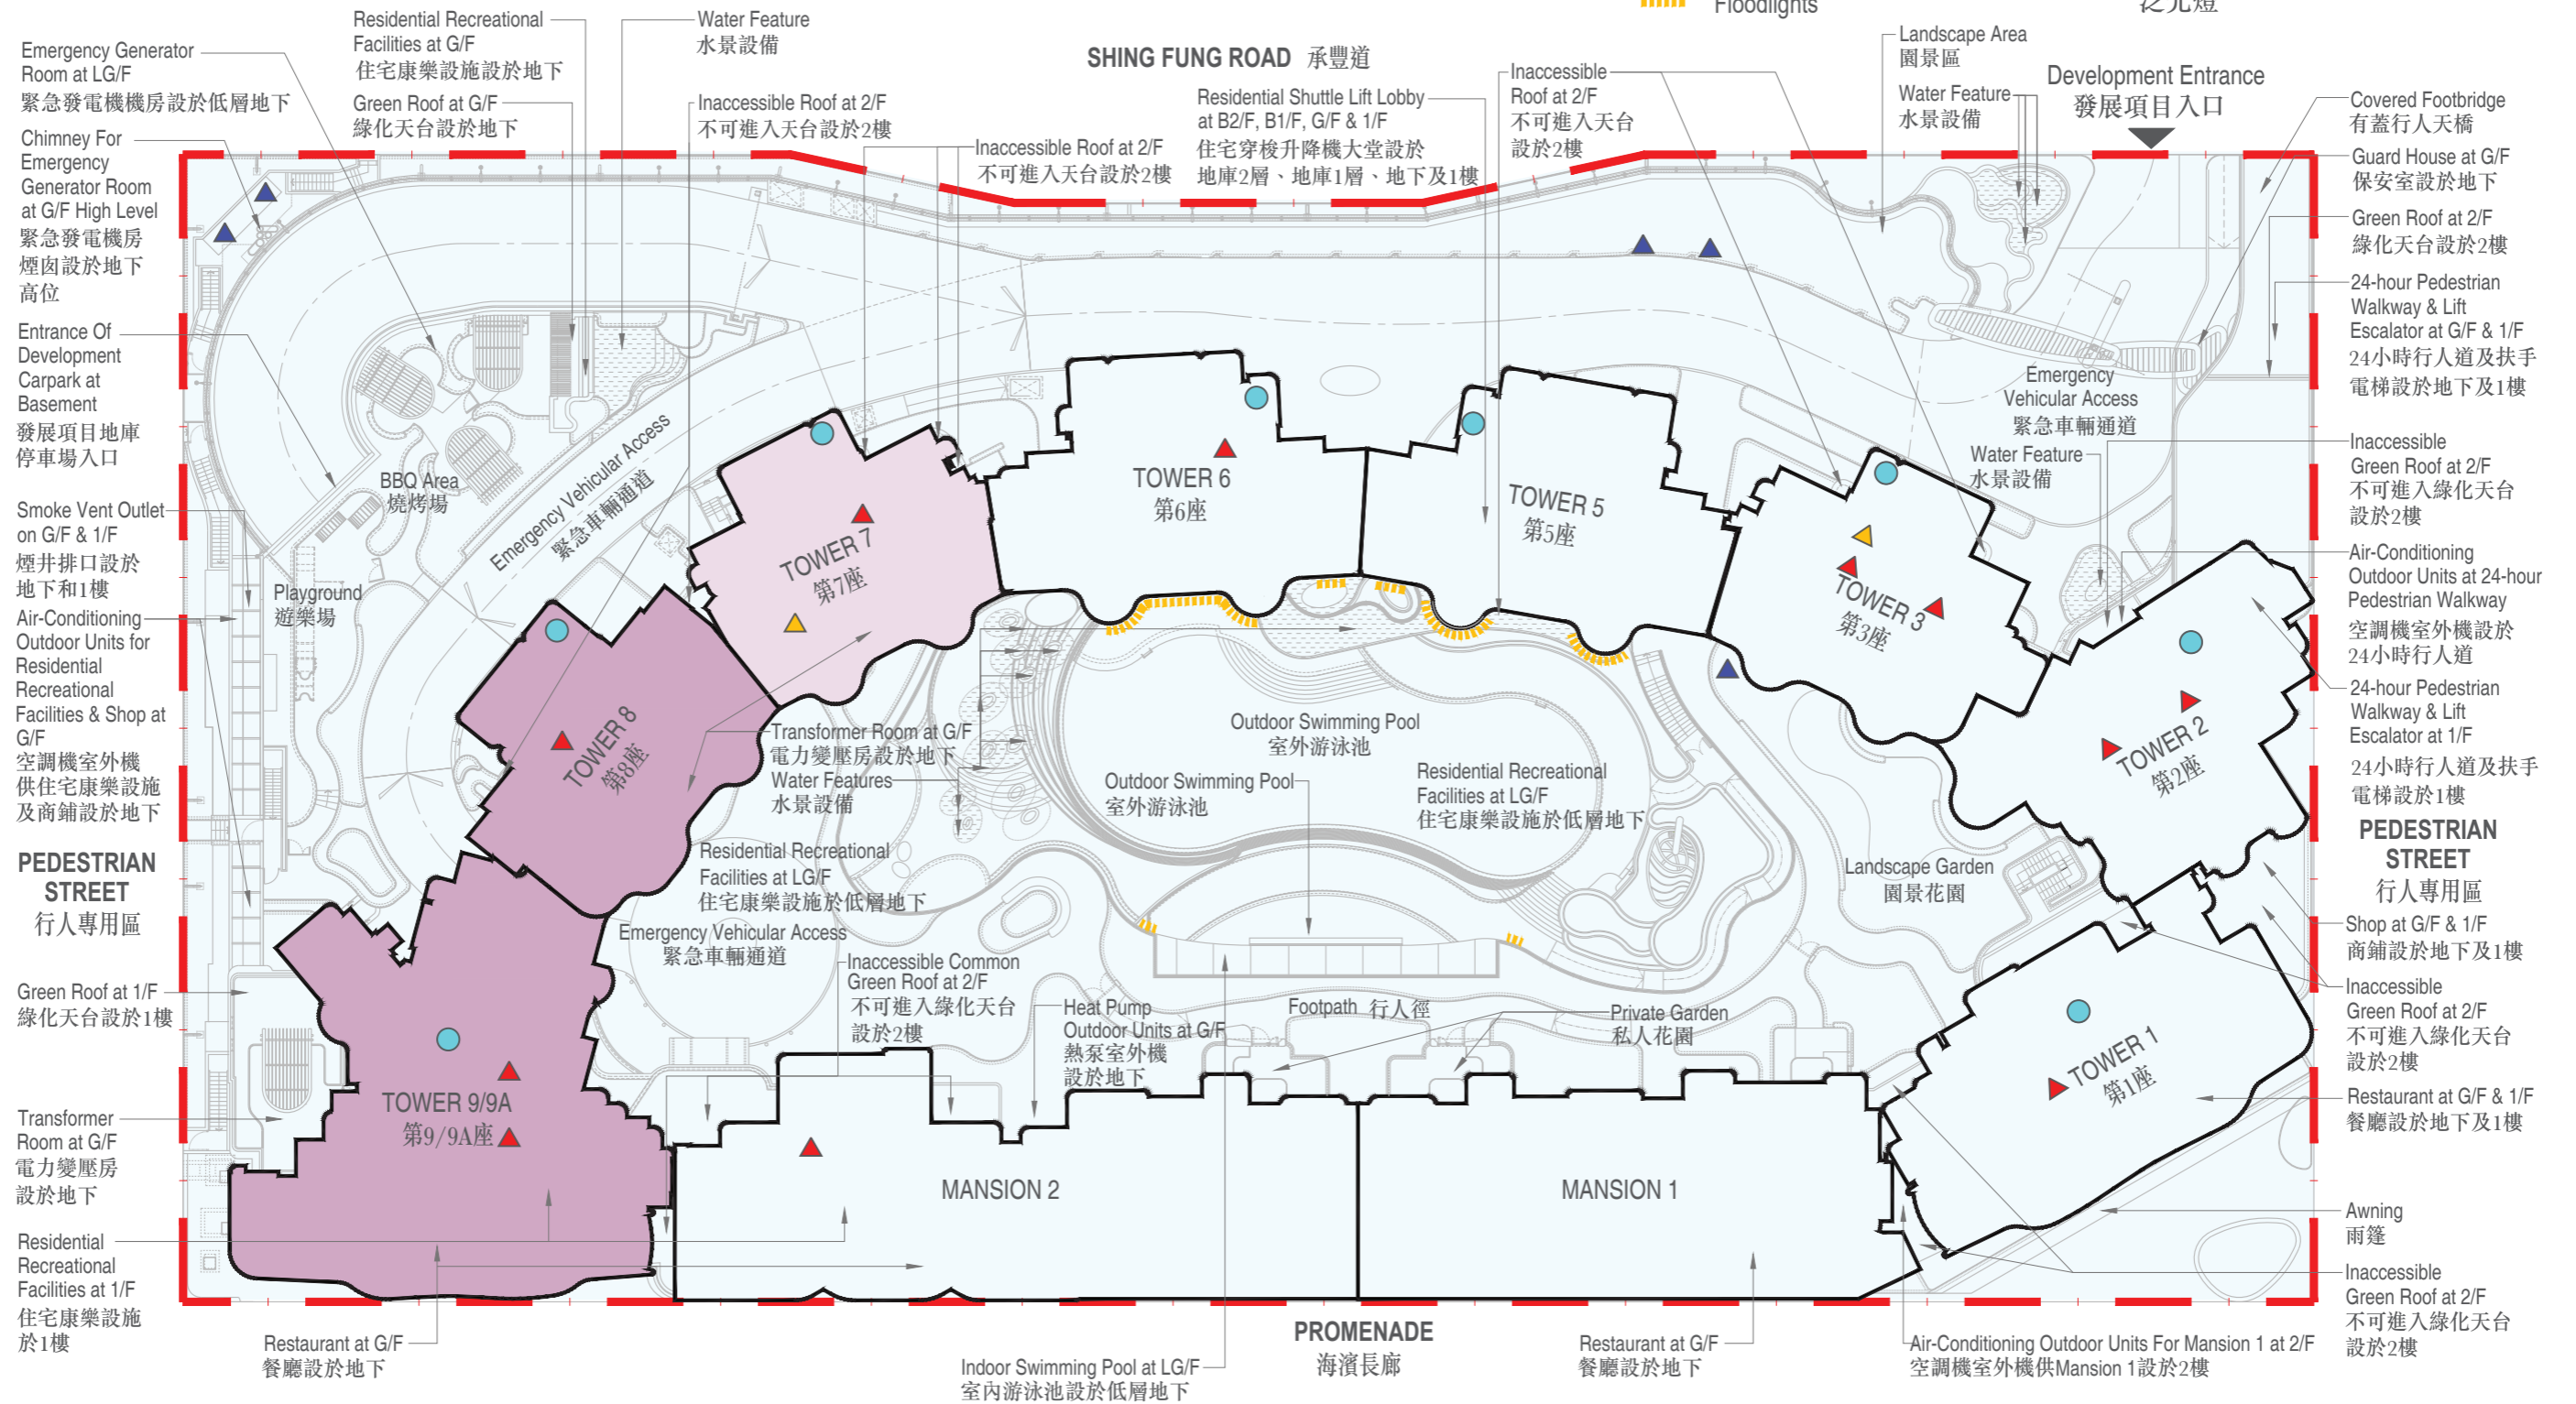 Floodlights
泛光燈
Residential Recreational
Facilities at G/F
住宅康樂設施設於地下
Water Feature
水景設備
Emergency Generator
Room at LG/F
緊急發電機機房設於低層地下
SHING FUNG ROAD 承豐道
Landscape Area
園景區
Development Entrance
發展項目入口
Inaccessible
Roof at 2/F
不可進入天台
設於2樓
Green Roof at G/F
綠化天台設於地下
Inaccessible Roof at 2/F
不可進入天台設於2樓
Residential Shuttle Lift Lobby
at B2/F, B1/F, G/F & 1/F
住宅穿梭升降機大堂設於
地庫2層、地庫1層、地下及1樓
Water Feature
水景設備
Covered Footbridge
有蓋行人天橋
Chimney For
Emergency
Generator Room
at G/F High Level
緊急發電機房
煙囪設於地下
高位
Inaccessible Roof at 2/F
不可進入天台設於2樓
Guard House at G/F
保安室設於地下
Green Roof at 2/F
綠化天台設於2樓
24-hour Pedestrian
Walkway & Lift
Escalator at G/F & 1/F
24小時行人道及扶手
電梯設於地下及1樓
Entrance Of
Development
Carpark at
Basement
發展項目地庫
停車場入口
Emergency
Vehicular Access
緊急車輛通道
Inaccessible
Green Roof at 2/F
不可進入綠化天台
設於2樓
Water Feature
水景設備
BBQ Area
燒烤場
Emergency Vehicular Access
緊急車輛通道
TOWER 6
第6座
TOWER 5
第5座
Smoke Vent Outlet
on G/F & 1/F
煙井排口設於
地下和1樓
TOWER 7
第7座
TOWER 3
第3座
Air-Conditioning
Outdoor Units at 24-hour
Pedestrian Walkway
空調機室外機設於
24小時行人道
Playground
遊樂場
Air-Conditioning
Outdoor Units for
Residential
Recreational
Facilities & Shop at
G/F
空調機室外機
供住宅康樂設施
及商鋪設於地下
24-hour Pedestrian
Walkway & Lift
Escalator at 1/F
24小時行人道及扶手
電梯設於1樓
TOWER 8
第8座
Transformer Room at G/F
電力變壓房設於地下
Water Features
水景設備
Outdoor Swimming Pool
室外游泳池
Outdoor Swimming Pool
室外游泳池
Residential Recreational
Facilities at LG/F
住宅康樂設施於低層地下
TOWER 2
第2座
PEDESTRIAN
STREET
行人專用區
Residential Recreational
Facilities at LG/F
住宅康樂設施於低層地下
Landscape Garden
園景花園
PEDESTRIAN
STREET
行人專用區
Emergency Vehicular Access
緊急車輛通道
Shop at G/F & 1/F
商鋪設於地下及1樓
Inaccessible Common
Green Roof at 2/F
不可進入綠化天台
設於2樓
Green Roof at 1/F
綠化天台設於1樓
Heat Pump
Outdoor Units at G/F
熱泵室外機
設於地下
Footpath 行人徑
Private Garden
私人花園
Inaccessible
Green Roof at 2/F
不可進入綠化天台
設於2樓
TOWER 1
第1座
TOWER 9/9A
第9/9A座
Restaurant at G/F & 1/F
餐廳設於地下及1樓
Transformer
Room at G/F
電力變壓房
設於地下
MANSION 2
MANSION 1
Awning
雨篷
Residential
Recreational
Facilities at 1/F
住宅康樂設施
於1樓
Inaccessible
Green Roof at 2/F
不可進入綠化天台
設於2樓
Restaurant at G/F
餐廳設於地下
PROMENADE
海濱長廊
Indoor Swimming Pool at LG/F
室內游泳池設於低層地下
Restaurant at G/F
餐廳設於地下
Air-Conditioning Outdoor Units For Mansion 1 at 2/F
空調機室外機供Mansion 1設於2樓